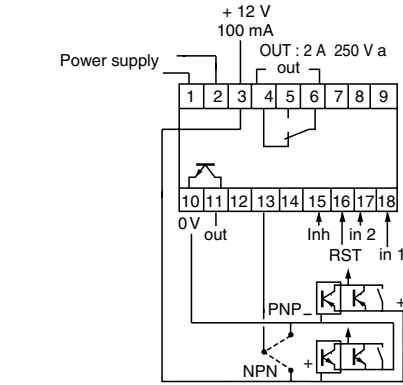 + 12 V
100 mA
Power supply
OUT : 2 A 250 V a
out
1 2 3 4 5 6 7 8 9
10 11 12 13 14 15 16 17 18
0 V
out
Inh
in 2
RST
in 1
PNP
–
+
NPN
+